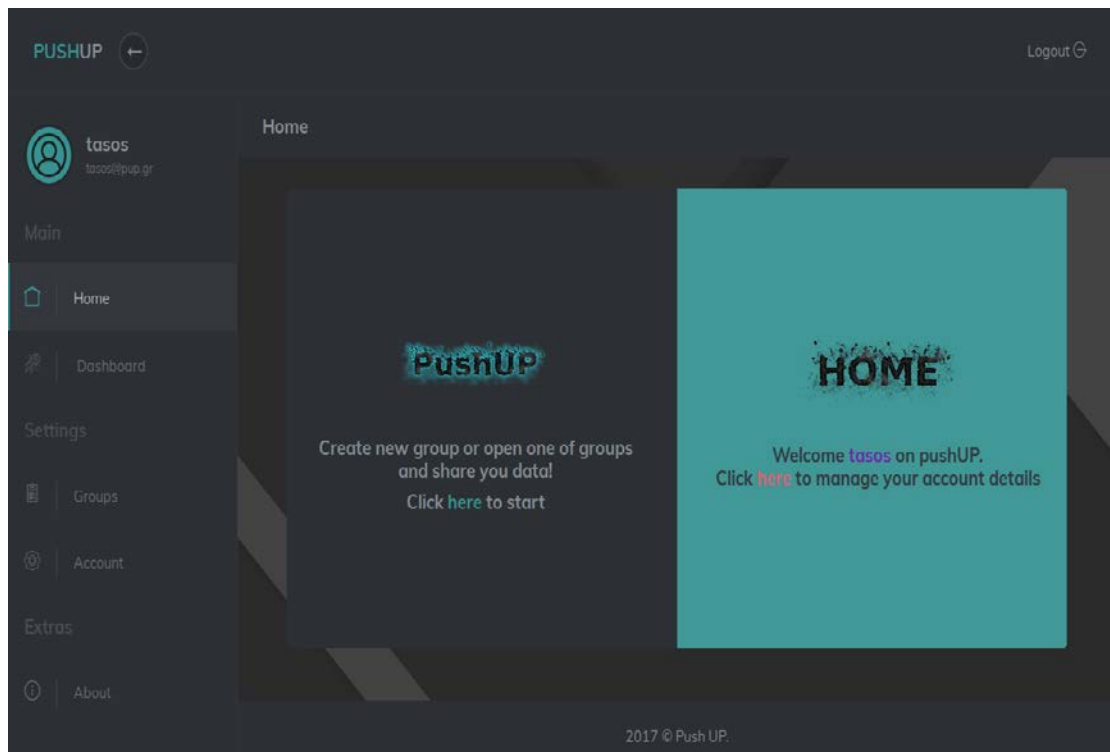 PUSHUP
Logout
tasos
tasos@pup.gr
Main
Home
Dashboard
Settings
Groups
Account
Extras
About
Home
PushUP
Create new group or open one of groups
and share you data!
Click here to start
HOME
Welcome tasos on pushUP.
Click here to manage your account details
2017 © Push UP.